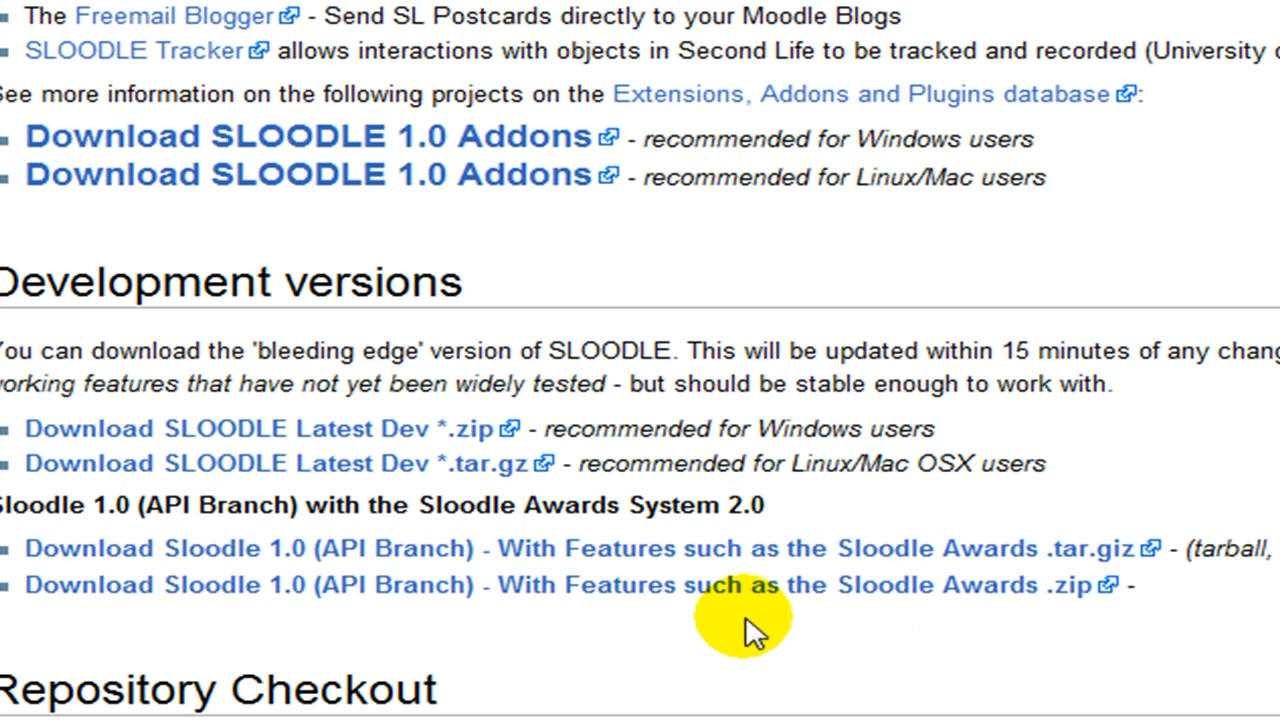 The Freemail Blogger - Send SL Postcards directly to your Moodle Blogs
SLOODLE Tracker allows interactions with objects in Second Life to be tracked and recorded (University
See more information on the following projects on the Extensions, Addons and Plugins database:
Download SLOODLE 1.0 Addons - recommended for Windows users
Download SLOODLE 1.0 Addons - recommended for Linux/Mac users
Development versions
You can download the 'bleeding edge' version of SLOODLE. This will be updated within 15 minutes of any
working features that have not yet been widely tested - but should be stable enough to work with.
Download SLOODLE Latest Dev *.zip - recommended for Windows users
Download SLOODLE Latest Dev *.tar.gz - recommended for Linux/Mac OSX users
Sloodle 1.0 (API Branch) with the Sloodle Awards System 2.0
Download Sloodle 1.0 (API Branch) - With Features such as the Sloodle Awards .tar.giz - (tarball,
Download Sloodle 1.0 (API Branch) - With Features such as the Sloodle Awards .zip -
Repository Checkout